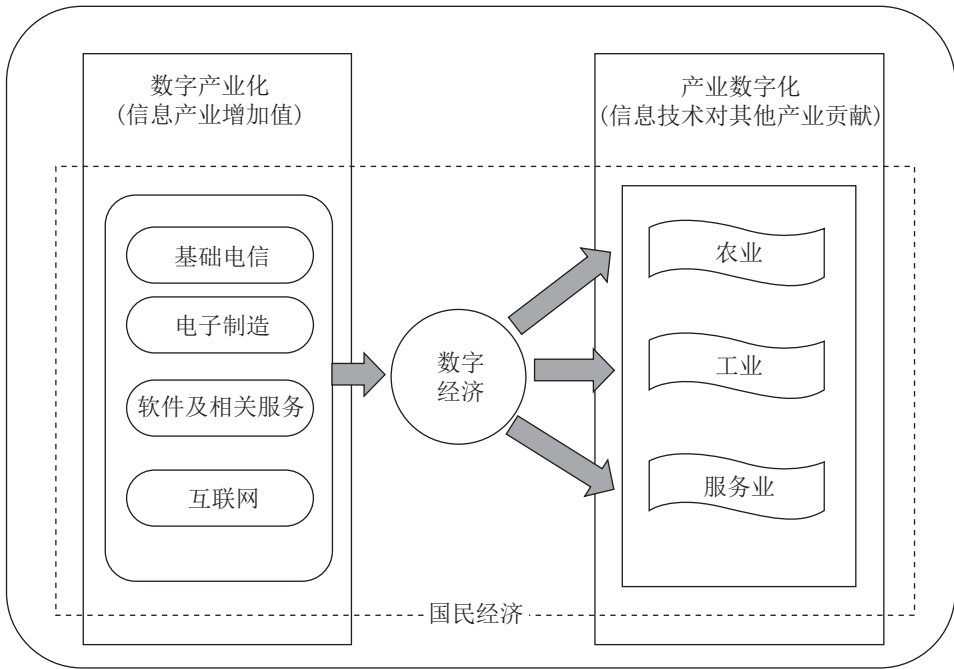 数字产业化
(信息产业增加值)
基础电信
电子制造
软件及相关服务
互联网
数字
经济
产业数字化
(信息技术对其他产业贡献)
农业
工业
服务业
国民经济